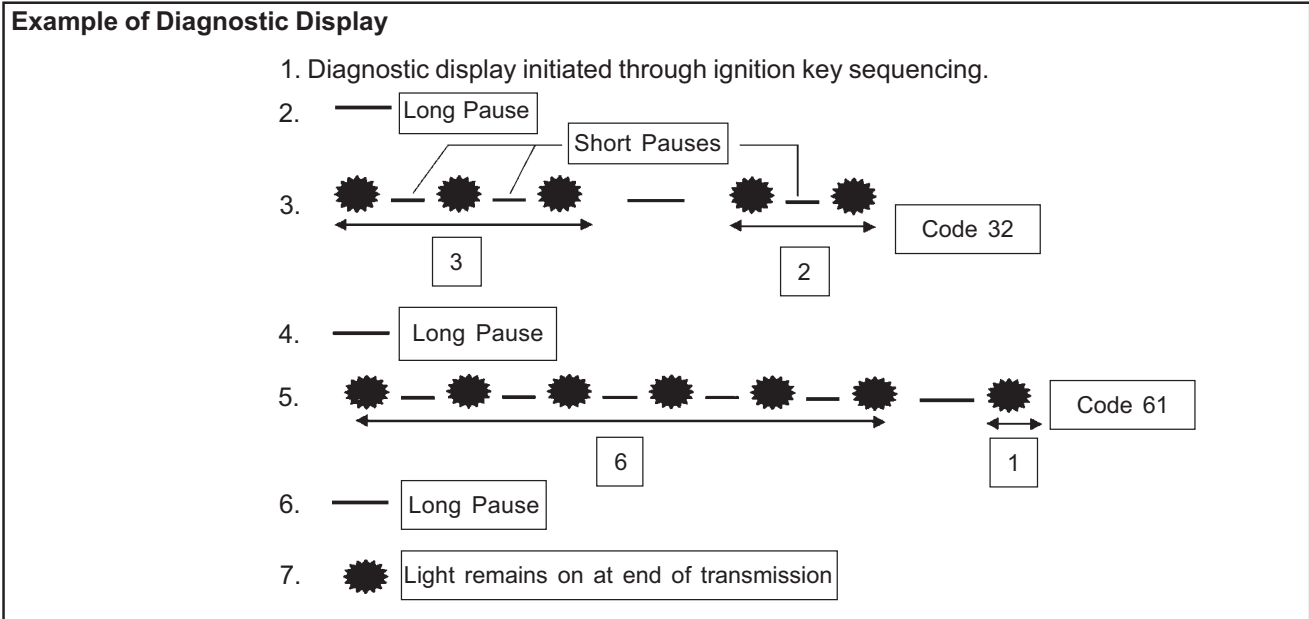 Example of Diagnostic Display
1. Diagnostic display initiated through ignition key sequencing.
2. Long Pause
Short Pauses
3.
Code 32
3
2
4. Long Pause
5.
Code 61
6
1
6. Long Pause
7. Light remains on at end of transmission